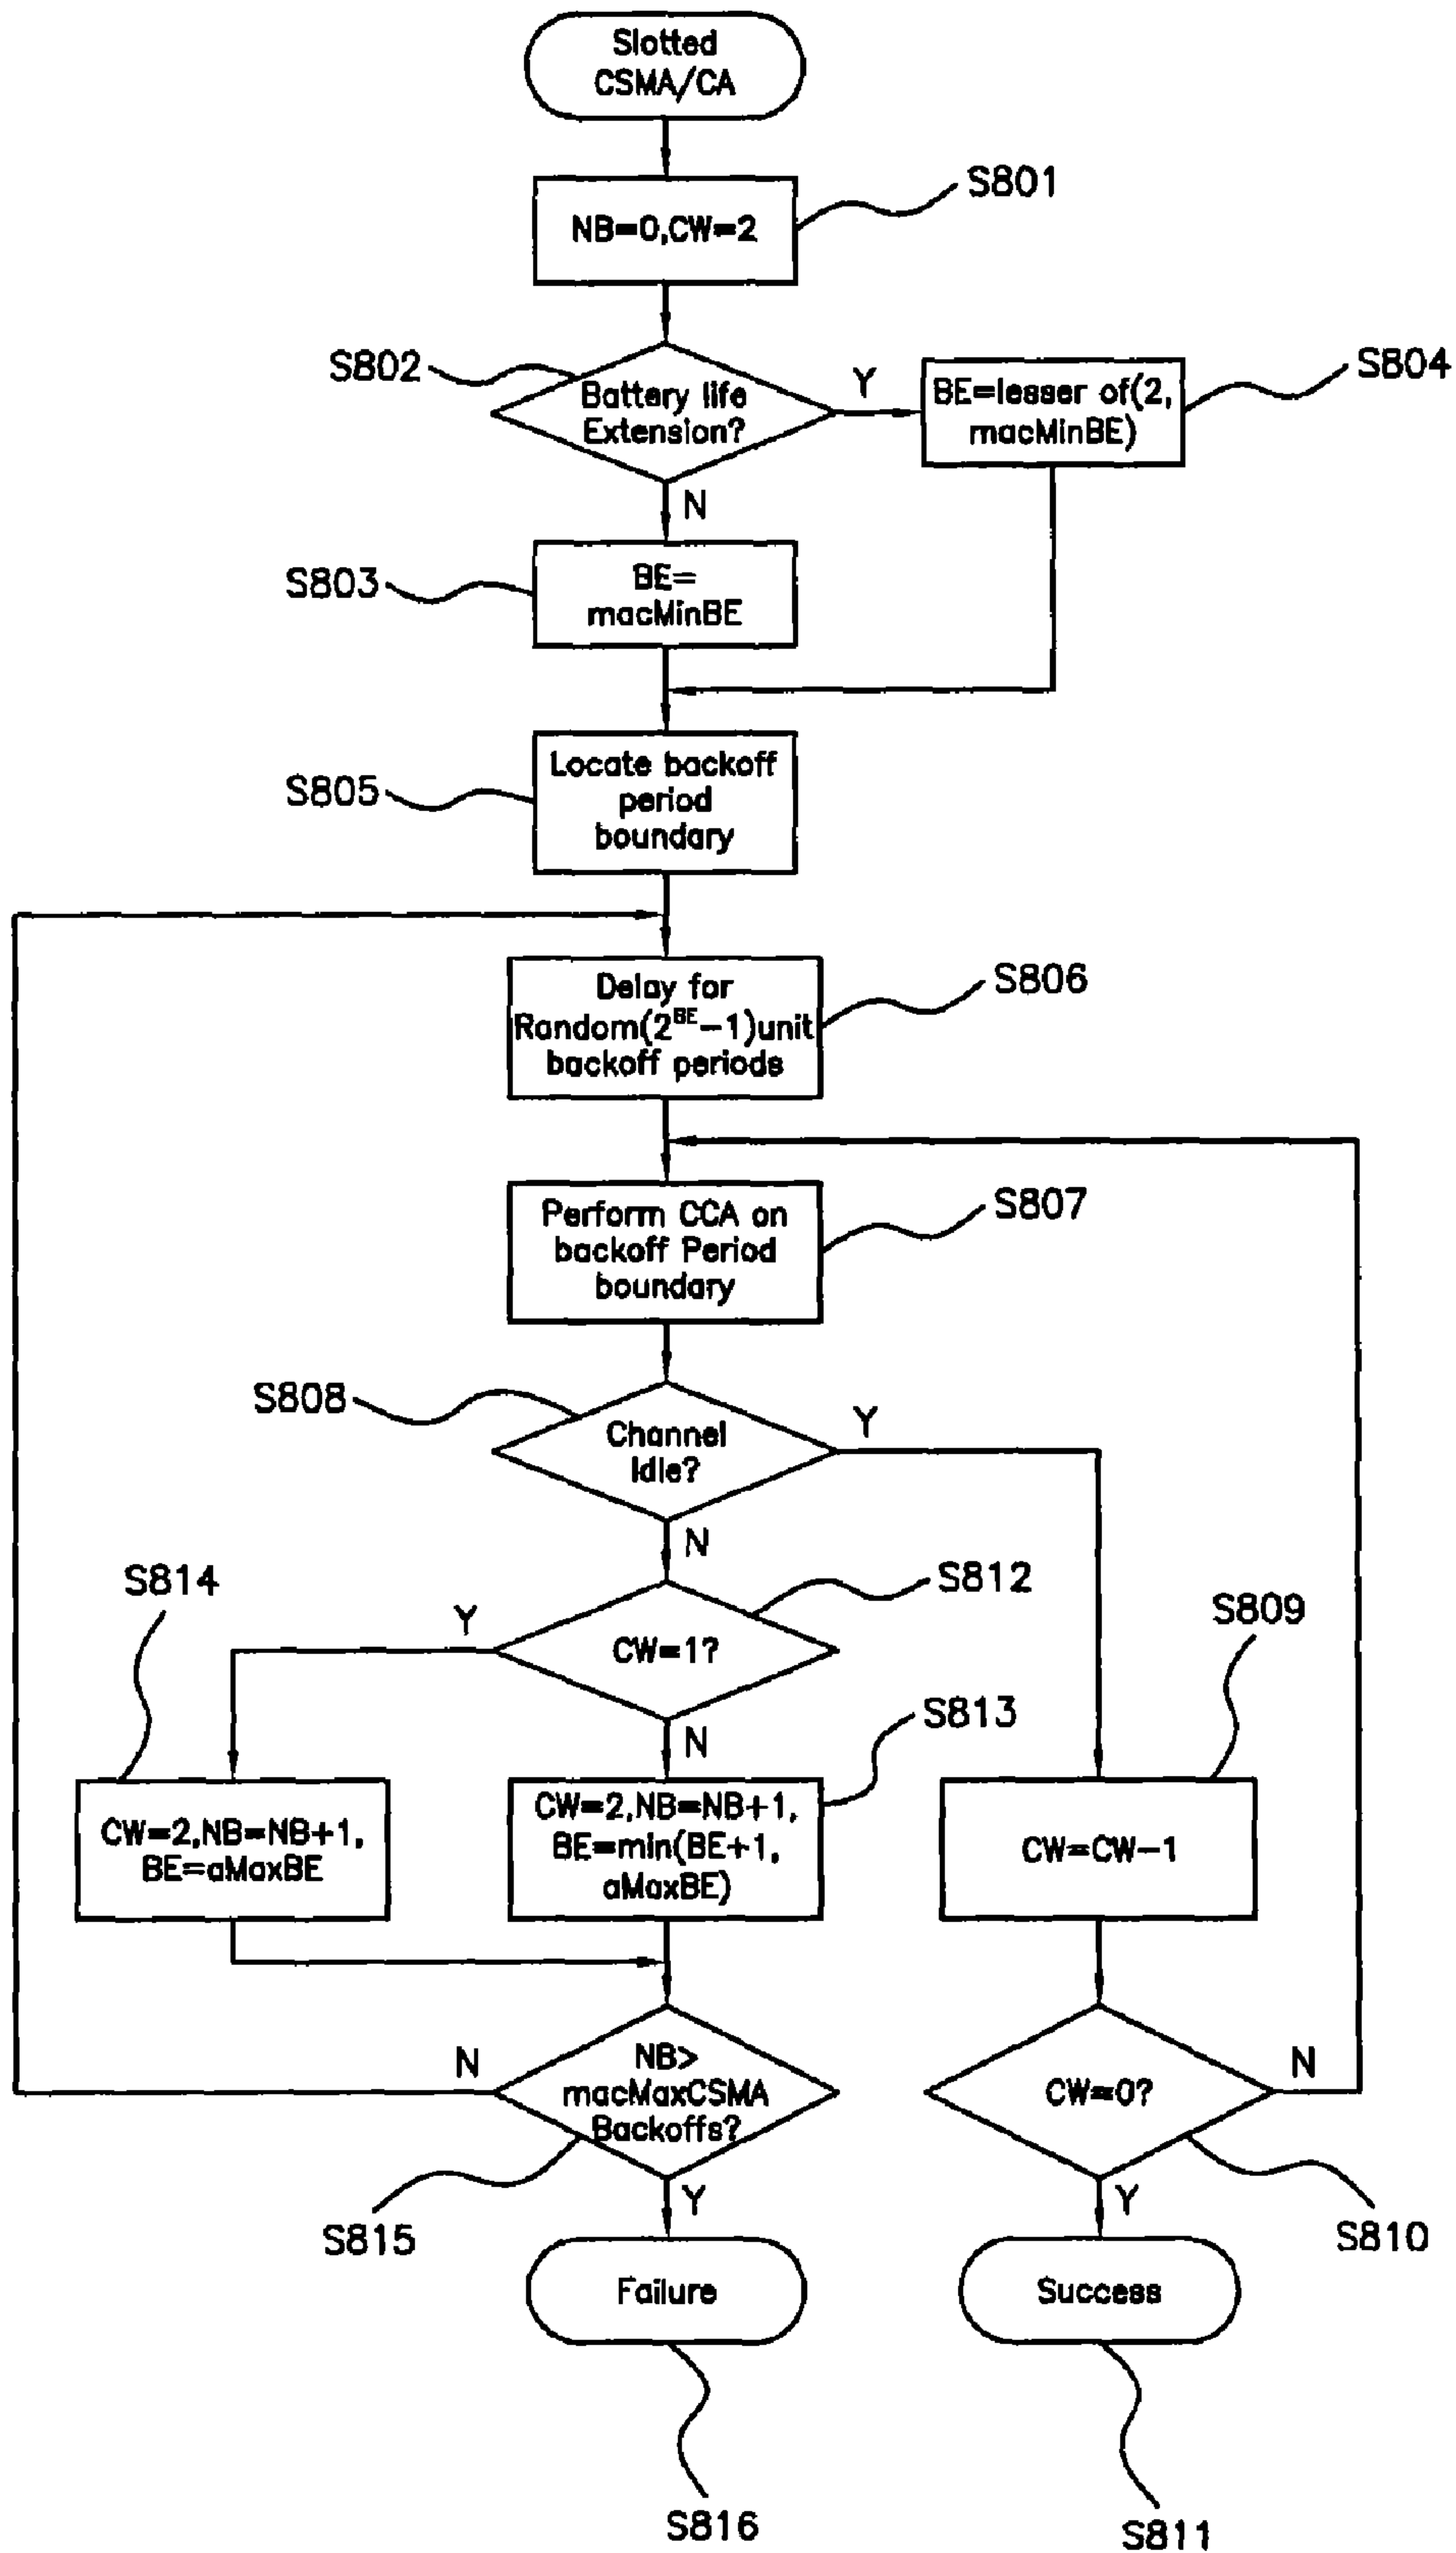 Slotted
CSMA/CA
S801
NB=0,CW=2
S802
Battery life
Extension?
Y
BE=lesser of(2,
macMinBE)
S804
N
S803
BE=
macMinBE
S805
Locate backoff
period
boundary
Delay for
Random(2^BE-1)unit
backoff periods
S806
Perform CCA on
backoff Period
boundary
S807
S808
Channel
Idle?
Y
N
S814
S812
Y
CW=1?
S809
N
S813
CW=2,NB=NB+1,
BE=aMaxBE
CW=2,NB=NB+1,
BE=min(BE+1,
aMaxBE)
CW=CW-1
N
NB>
macMaxCSMA
Backoffs?
CW=0?
N
S815
Y
Y
S810
Failure
Success
S816
S811